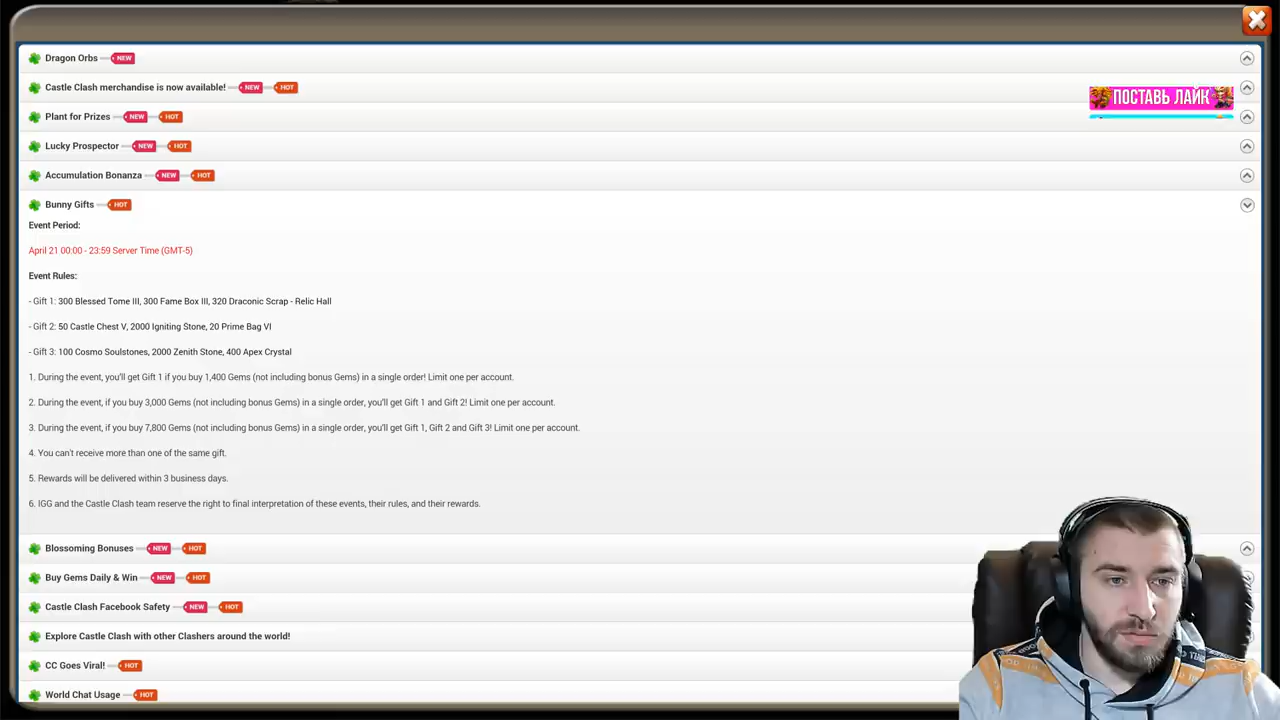 Dragon Orbs NEW
Castle Clash merchandise is now available! NEW HOT
ПОСТАВЬ ЛАЙК
Plant for Prizes NEW HOT
Lucky Prospector NEW HOT
Accumulation Bonanza NEW HOT
Bunny Gifts HOT
Event Period:
April 21 00:00 - 23:59 Server Time (GMT-5)
Event Rules:
- Gift 1: 300 Blessed Tome III, 300 Fame Box III, 320 Draconic Scrap - Relic Hall
- Gift 2: 50 Castle Chest V, 2000 Igniting Stone, 20 Prime Bag VI
- Gift 3: 100 Cosmo Soulstones, 2000 Zenith Stone, 400 Apex Crystal
1. During the event, you'll get Gift 1 if you buy 1,400 Gems (not including bonus Gems) in a single order! Limit one per account.
2. During the event, if you buy 3,000 Gems (not including bonus Gems) in a single order, you'll get Gift 1 and Gift 2! Limit one per account.
3. During the event, if you buy 7,800 Gems (not including bonus Gems) in a single order, you'll get Gift 1, Gift 2 and Gift 3! Limit one per account.
4. You can't receive more than one of the same gift.
5. Rewards will be delivered within 3 business days.
6. IGG and the Castle Clash team reserve the right to final interpretation of these events, their rules, and their rewards.
Blossoming Bonuses NEW HOT
Buy Gems Daily & Win NEW HOT
Castle Clash Facebook Safety NEW HOT
Explore Castle Clash with other Clashers around the world!
CC Goes Viral! HOT
World Chat Usage HOT